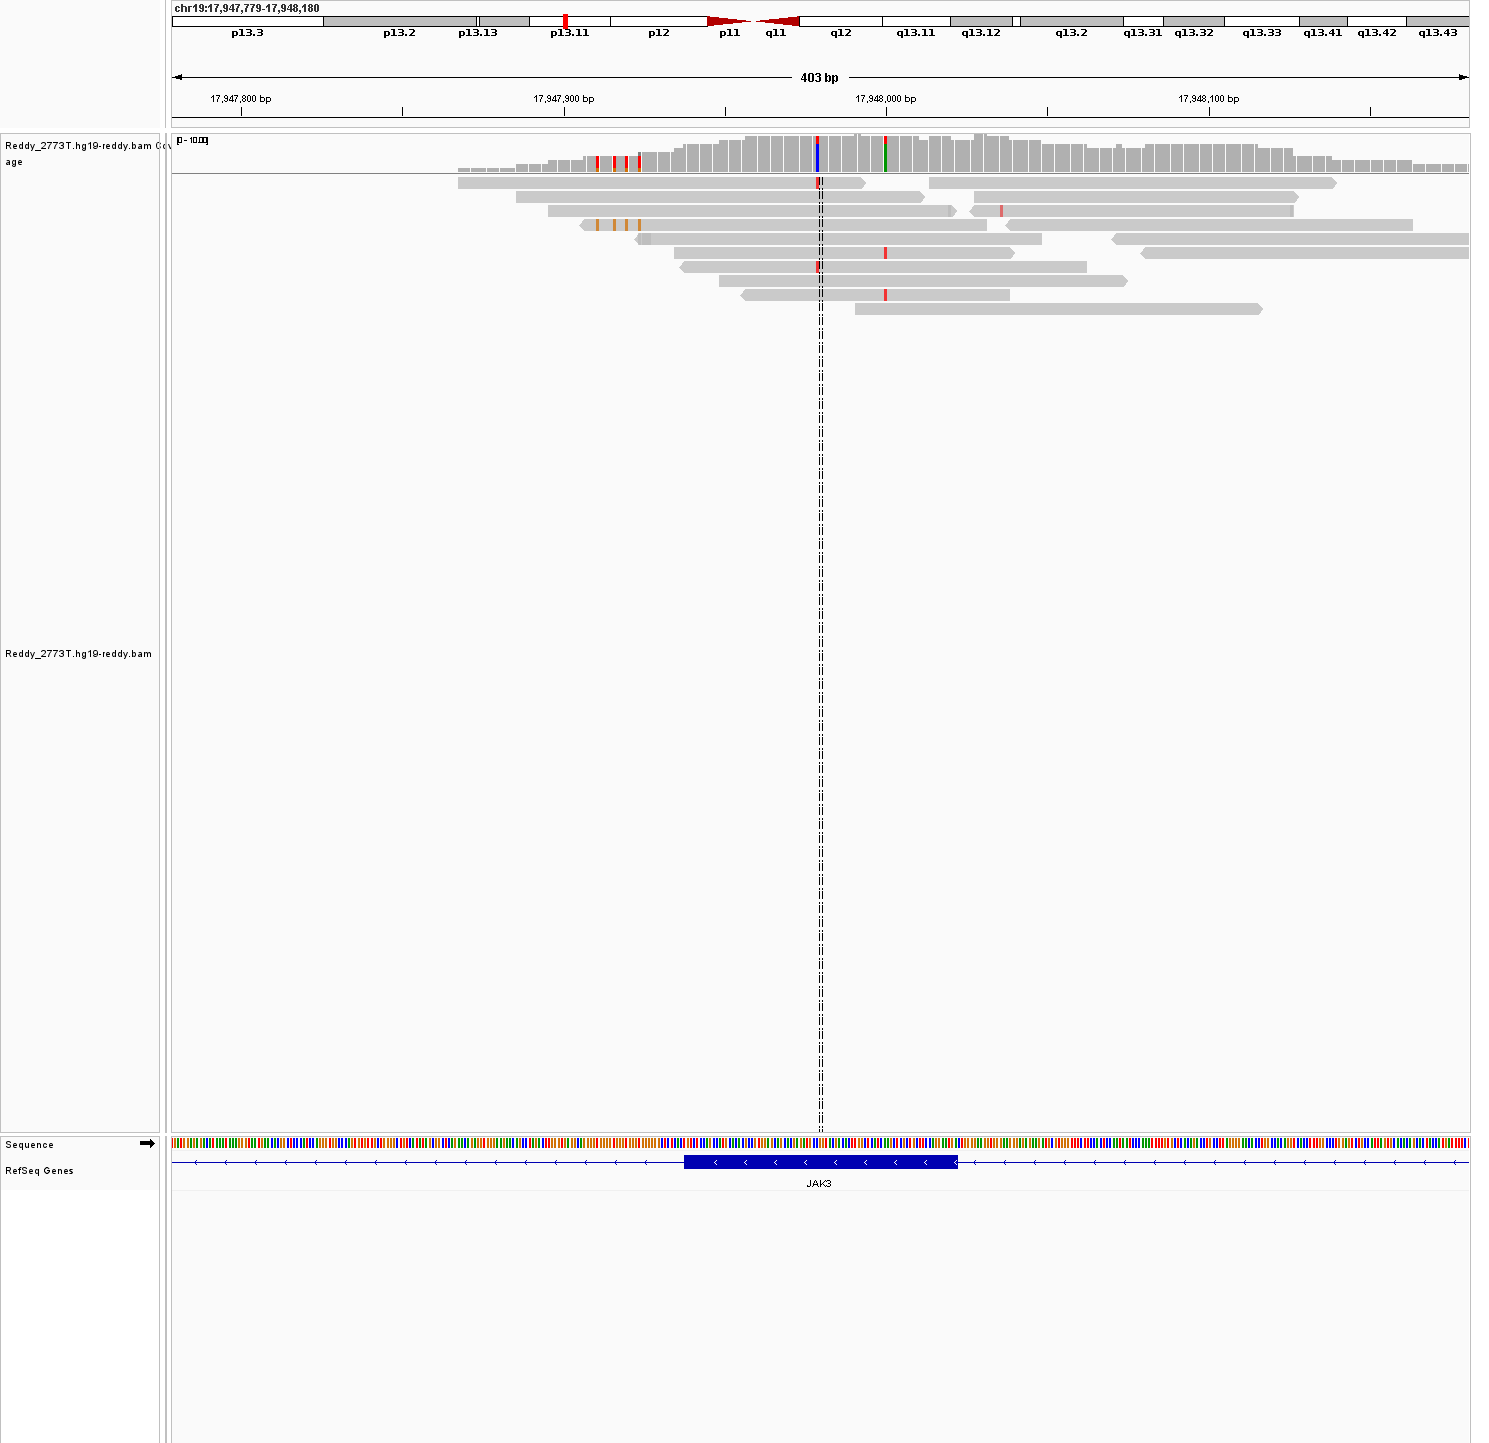 chr19:17,947,779-17,948,180
p13.3 p13.2 p13.13 p13.11 p12 p11 q11 q12 q13.11 q13.12 q13.2 q13.31 q13.32 q13.33 q13.41 q13.42 q13.43
403 bp
17,947,800 bp 17,947,900 bp 17,948,000 bp 17,948,100 bp
[0 - 10.00]
Reddy_2773T.hg19-reddy.bam Cov
age
Reddy_2773T.hg19-reddy.bam
Sequence
RefSeq Genes
JAK3